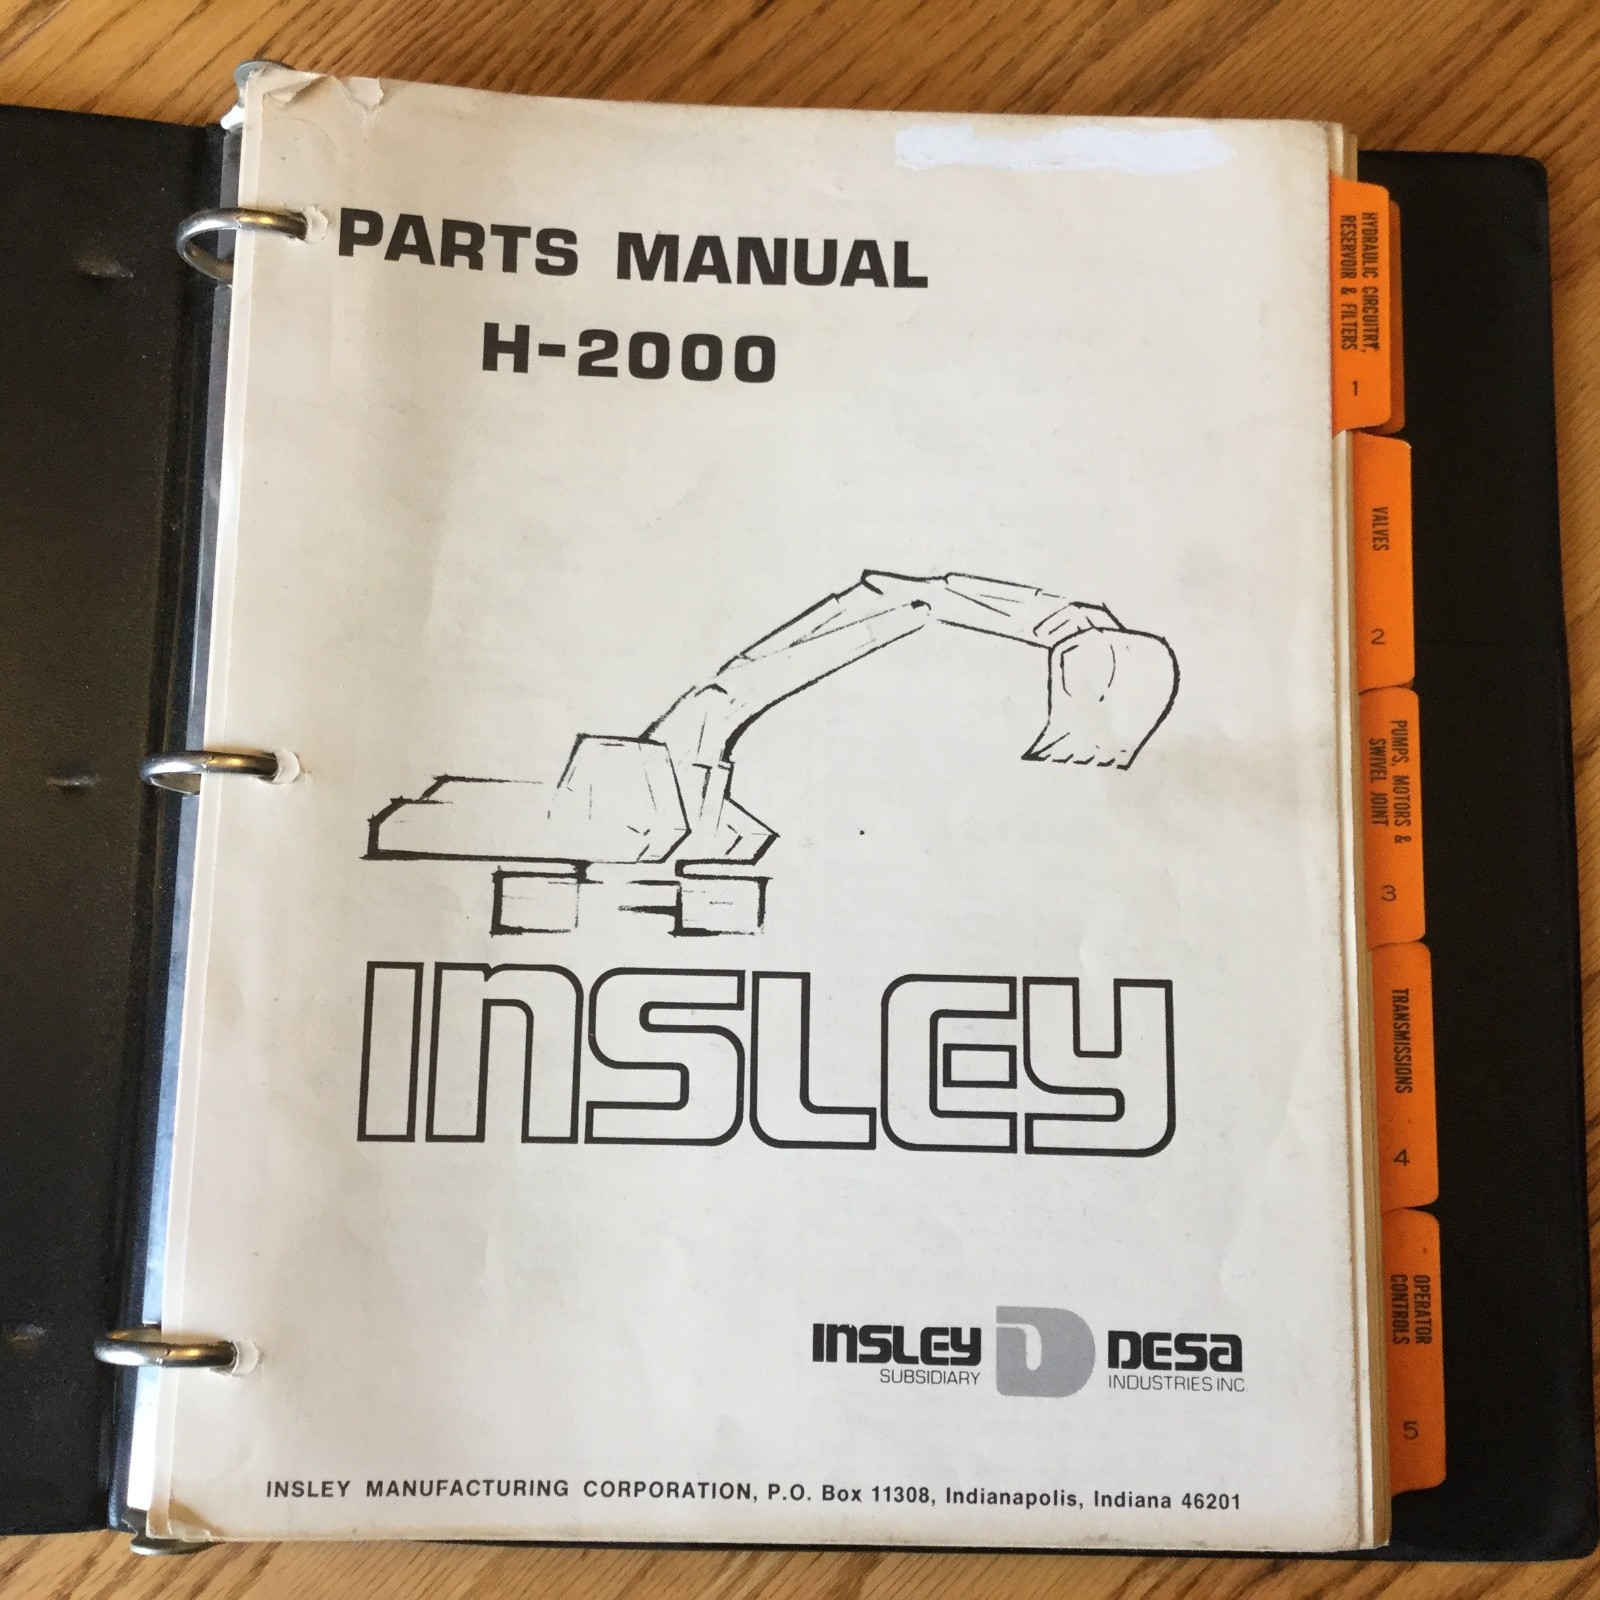 PARTS MANUAL
H-2000
INSLEY
INSLEY
SUBSIDIARY
DESA
INDUSTRIES INC.
INSLEY MANUFACTURING CORPORATION, P.O. Box 11308, Indianapolis, Indiana 46201
HYDRAULIC CIRCUITRY,
RESERVOIR & FILTERS
1
VALVES
2
PUMPS, MOTORS &
SWIVEL JOINT
3
TRANSMISSIONS
4
OPERATOR
CONTROLS
5